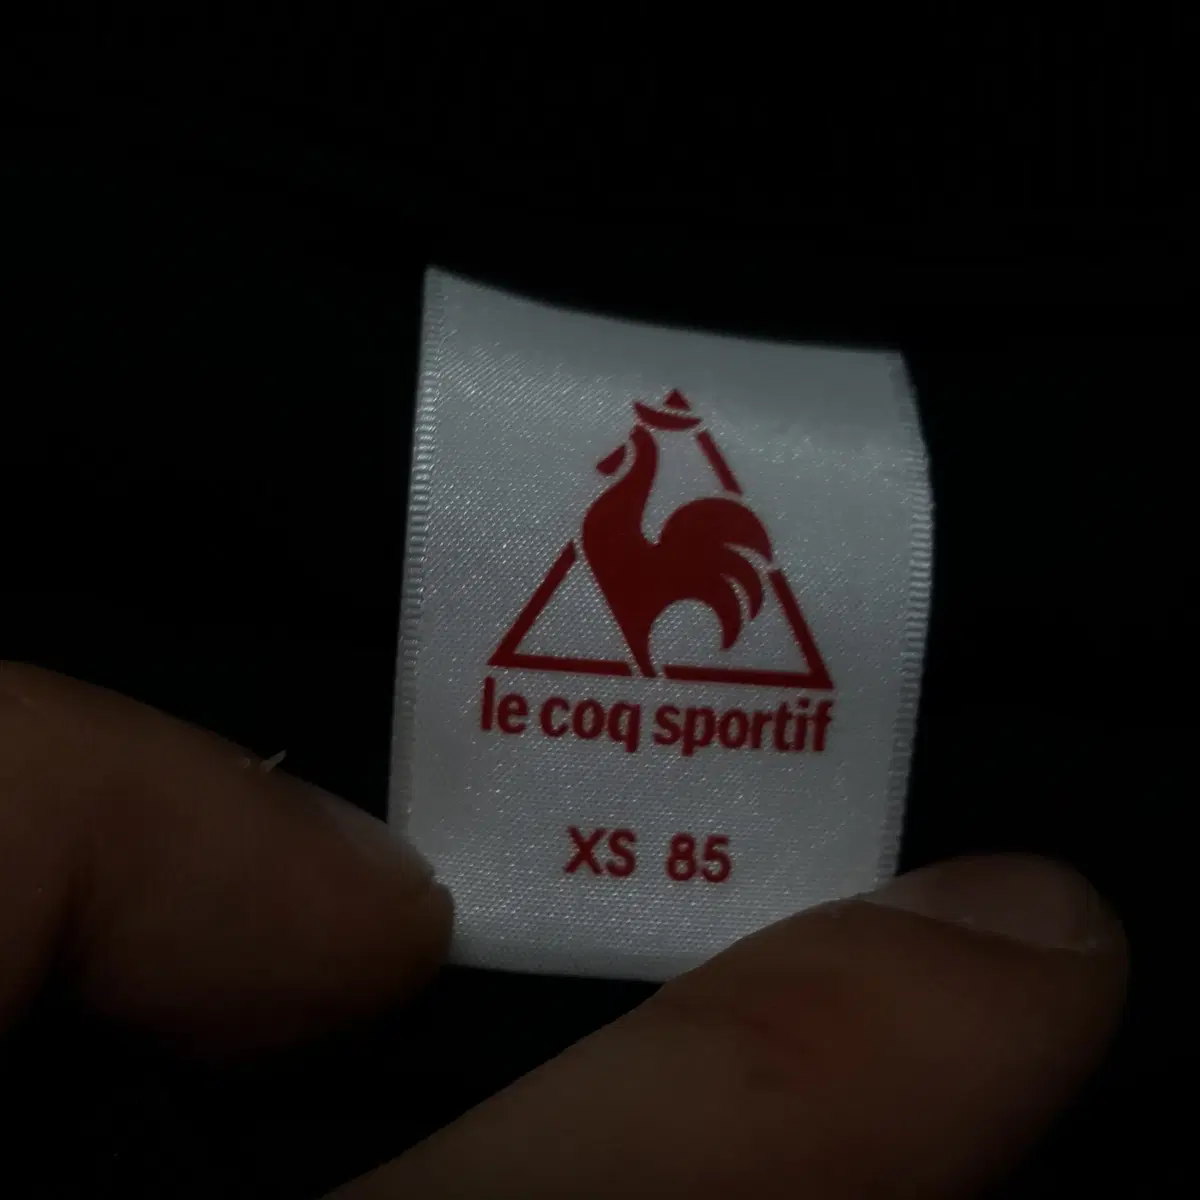 le coq sportif
XS 85